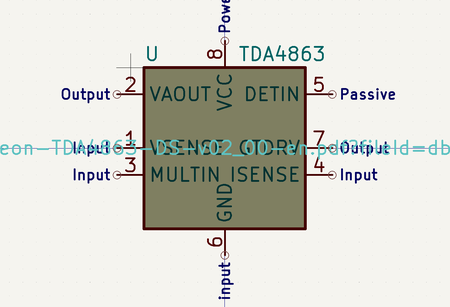 Powe
8
U TDA4863
Output 2 VAOUT VCC DETIN 5 Passive
eon-TDA4863-DS-v02_00-en.pdf?fileId=db
Input 1 VSENSE GTDRV 7 Output
Input 3 MULTIN ISENSE 4 Input
GND
6
input